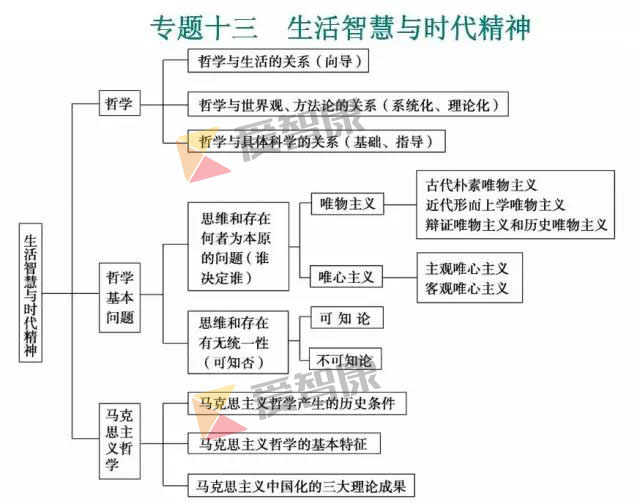 专题十三 生活智慧与时代精神
生活智慧与时代精神
哲学
哲学与生活的关系（向导）
哲学与世界观、方法论的关系（系统化、理论化）
哲学与具体科学的关系（基础、指导）
哲学
基本
问题
思维和存在
何者为本原
的问题（谁
决定谁）
唯物主义
古代朴素唯物主义
近代形而上学唯物主义
辩证唯物主义和历史唯物主义
唯心主义
主观唯心主义
客观唯心主义
思维和存在
有无统一性
（可知否）
可知论
不可知论
马克
思主
义哲
学
马克思主义哲学产生的历史条件
马克思主义哲学的基本特征
马克思主义中国化的三大理论成果
爱智康
爱智康